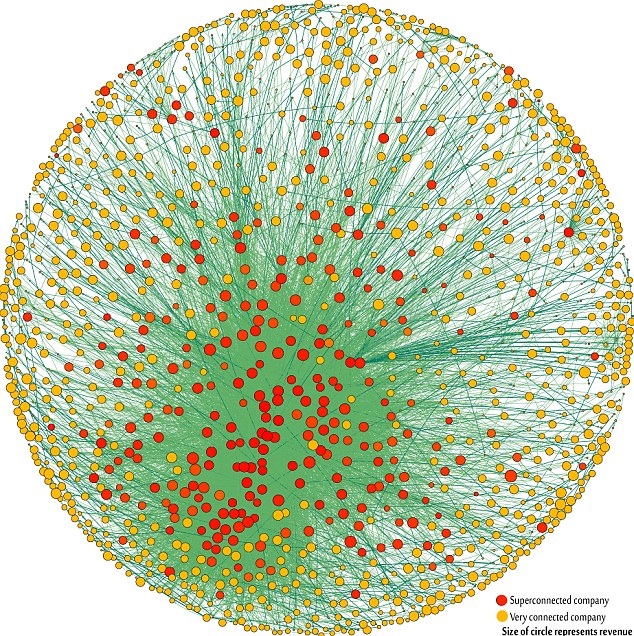 Superconnected company
Very connected company
Size of circle represents revenue